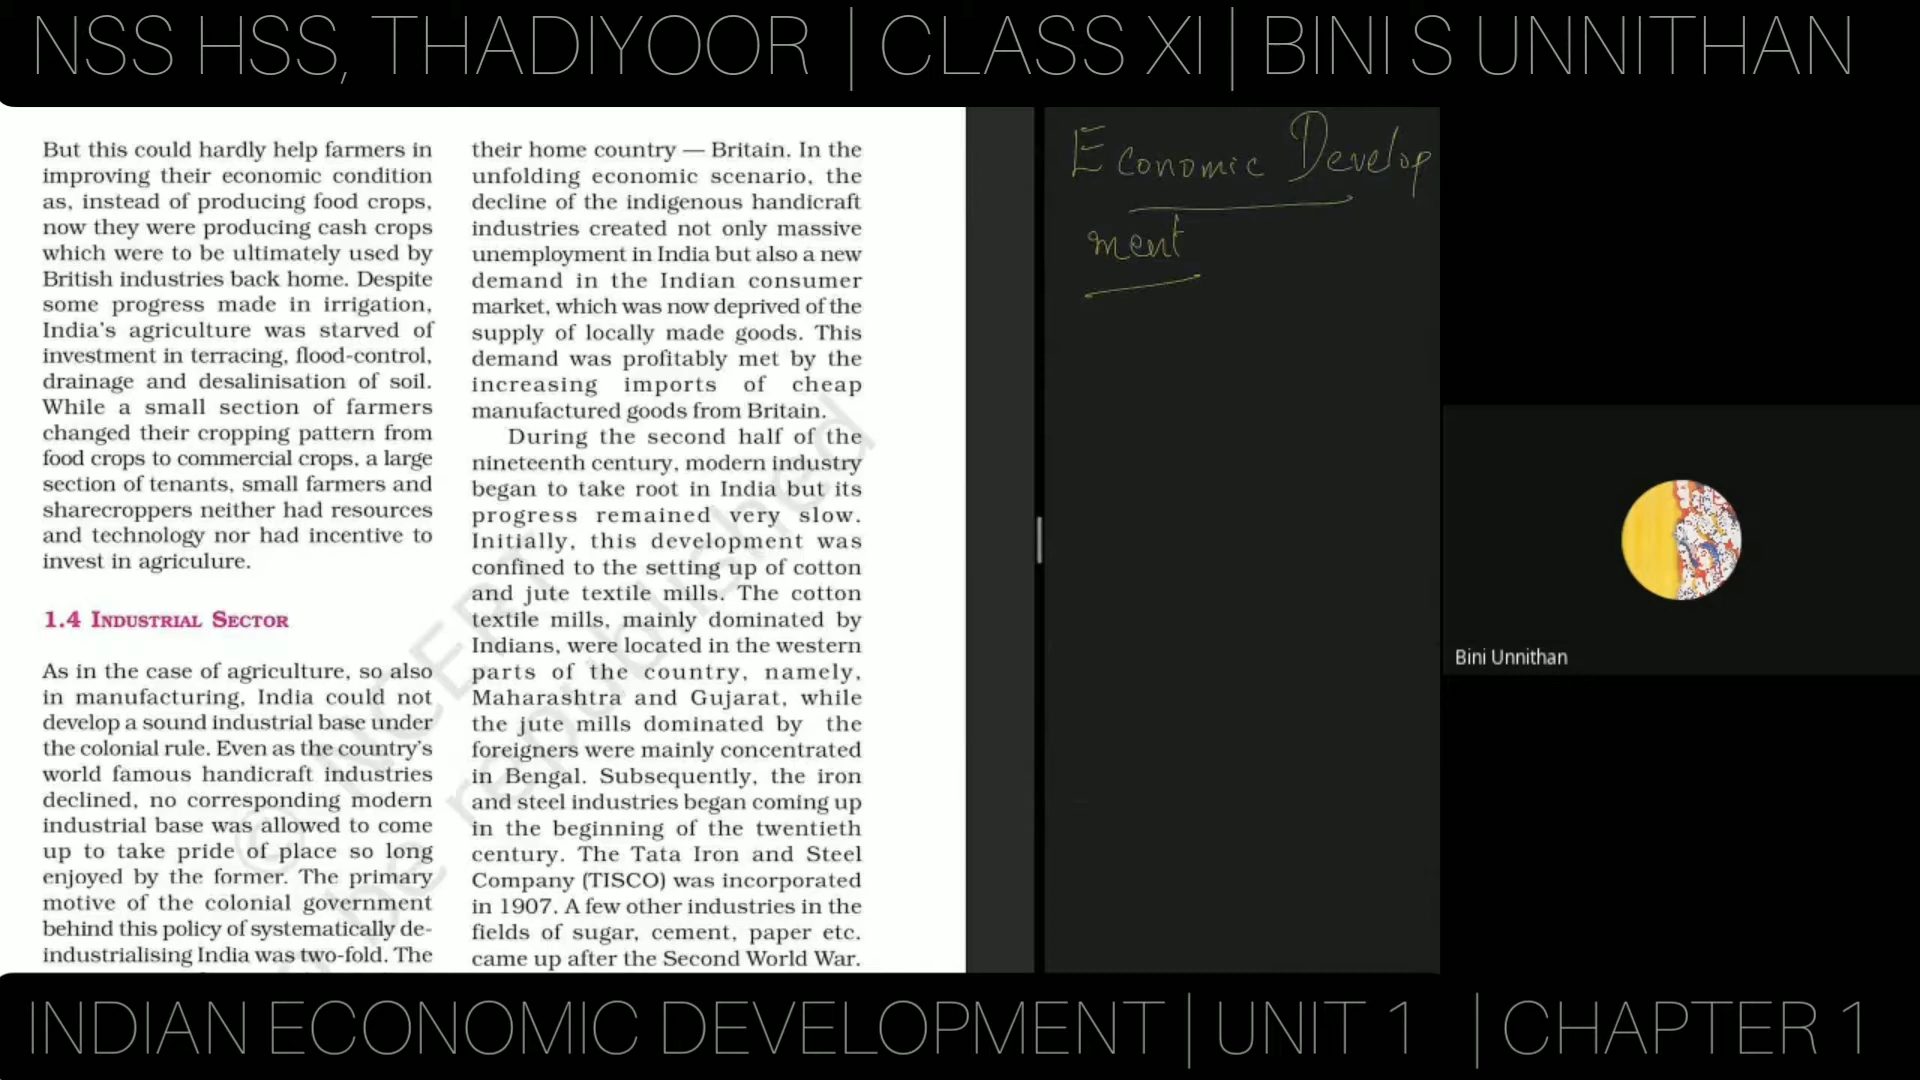 NSS HSS, THADIYOOR | CLASS XI | BINI S UNNITHAN
But this could hardly help farmers in
improving their economic condition
as, instead of producing food crops,
now they were producing cash crops
which were to be ultimately used by
British industries back home. Despite
some progress made in irrigation,
India's agriculture was starved of
investment in terracing, flood-control,
drainage and desalinisation of soil.
While a small section of farmers
changed their cropping pattern from
food crops to commercial crops, a large
section of tenants, small farmers and
sharecroppers neither had resources
and technology nor had incentive to
invest in agriculure.
1.4 INDUSTRIAL SECTOR
As in the case of agriculture, so also
in manufacturing, India could not
develop a sound industrial base under
the colonial rule. Even as the country's
world famous handicraft industries
declined, no corresponding modern
industrial base was allowed to come
up to take pride of place so long
enjoyed by the former. The primary
motive of the colonial government
behind this policy of systematically de-
industrialising India was two-fold. The
their home country — Britain. In the
unfolding economic scenario, the
decline of the indigenous handicraft
industries created not only massive
unemployment in India but also a new
demand in the Indian consumer
market, which was now deprived of the
supply of locally made goods. This
demand was profitably met by the
increasing imports of cheap
manufactured goods from Britain.
During the second half of the
nineteenth century, modern industry
began to take root in India but its
progress remained very slow.
Initially, this development was
confined to the setting up of cotton
and jute textile mills. The cotton
textile mills, mainly dominated by
Indians, were located in the western
parts of the country, namely,
Maharashtra and Gujarat, while
the jute mills dominated by the
foreigners were mainly concentrated
in Bengal. Subsequently, the iron
and steel industries began coming up
in the beginning of the twentieth
century. The Tata Iron and Steel
Company (TISCO) was incorporated
in 1907. A few other industries in the
fields of sugar, cement, paper etc.
came up after the Second World War.
© NCERT
be republished
Economic Develop
ment
Bini Unnithan
INDIAN ECONOMIC DEVELOPMENT | UNIT 1 | CHAPTER 1